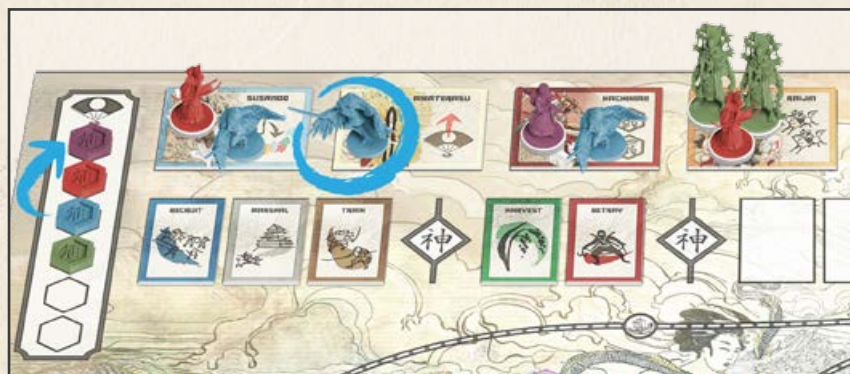 SUSANOO
AMATERASU
HACHIMAN
RAIJIN
RECRUIT
MARSHAL
TRAIN
神
HARVEST
BETRAY
神